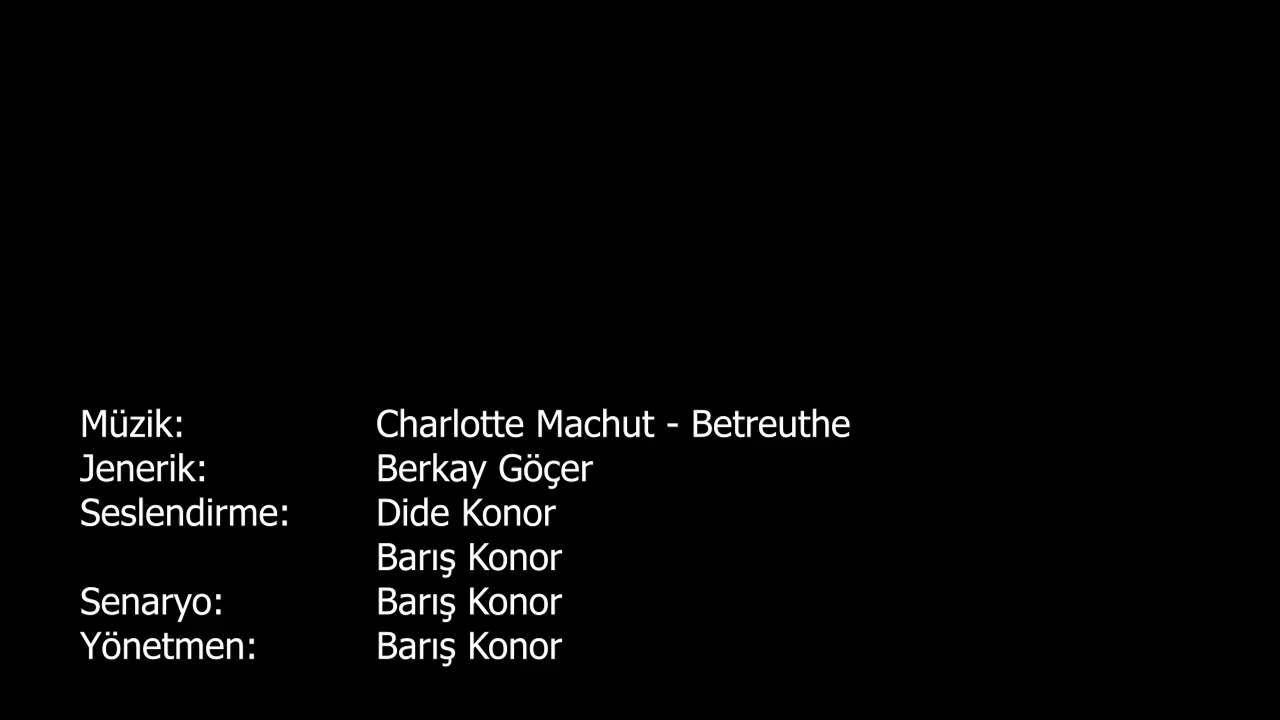 Müzik: Charlotte Machut - Betreuthe
Jenerik: Berkay Göçer
Seslendirme: Dide Konor
Barış Konor
Senaryo: Barış Konor
Yönetmen: Barış Konor